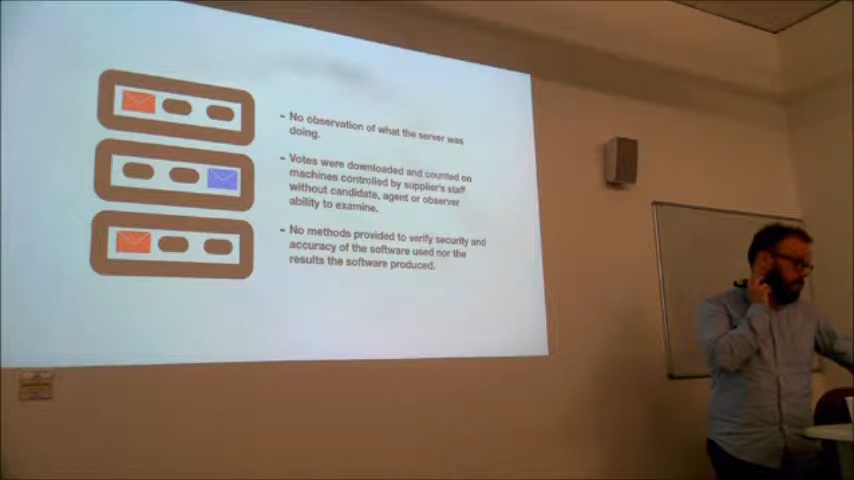 - No observation of what the server was
doing.
- Votes were downloaded and counted on
machines controlled by supplier's staff
without candidate, agent or observer
ability to examine.
- No methods provided to verify security and
accuracy of the software used nor the
results the software produced.